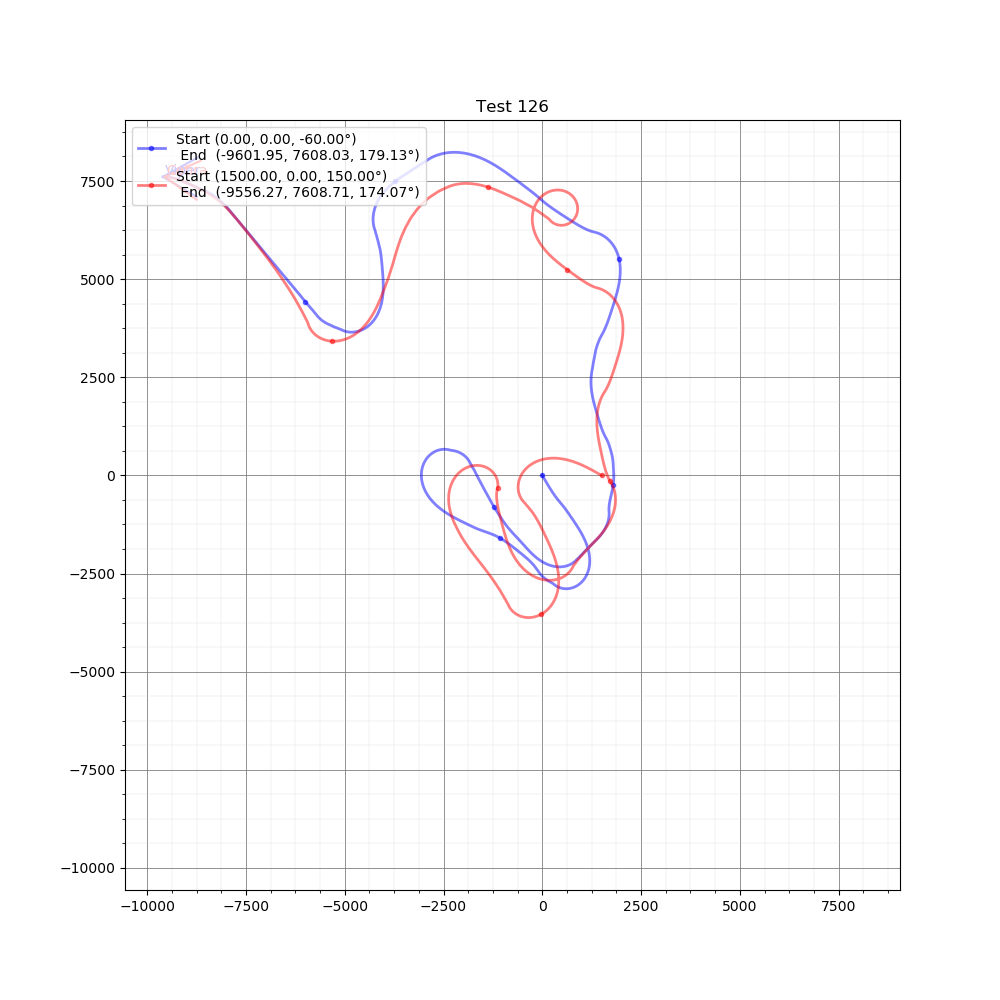 Test 126
Start (0.00, 0.00, -60.00°)
End (-9601.95, 7608.03, 179.13°)
Start (1500.00, 0.00, 150.00°)
End (-9556.27, 7608.71, 174.07°)
7500
5000
2500
0
−2500
−5000
−7500
−10000
−10000 −7500 −5000 −2500 0 2500 5000 7500